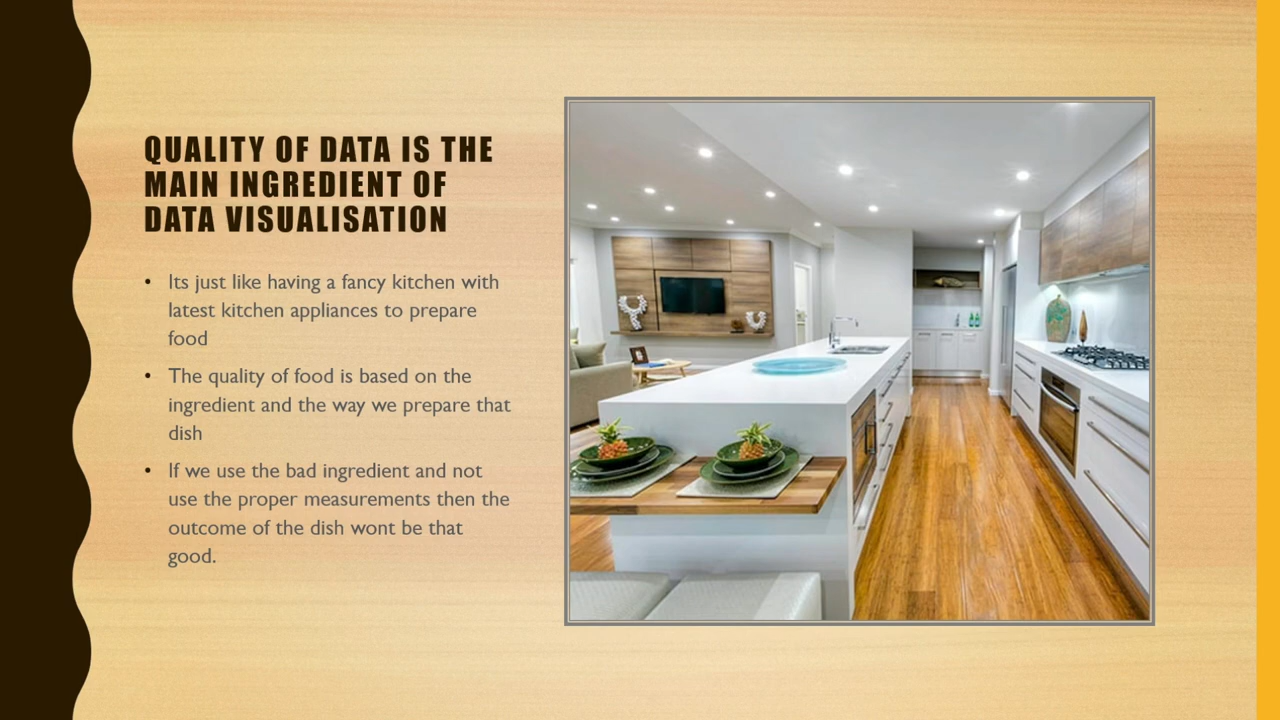 QUALITY OF DATA IS THE
MAIN INGREDIENT OF
DATA VISUALISATION
• Its just like having a fancy kitchen with
latest kitchen appliances to prepare
food
• The quality of food is based on the
ingredient and the way we prepare that
dish
• If we use the bad ingredient and not
use the proper measurements then the
outcome of the dish wont be that
good.